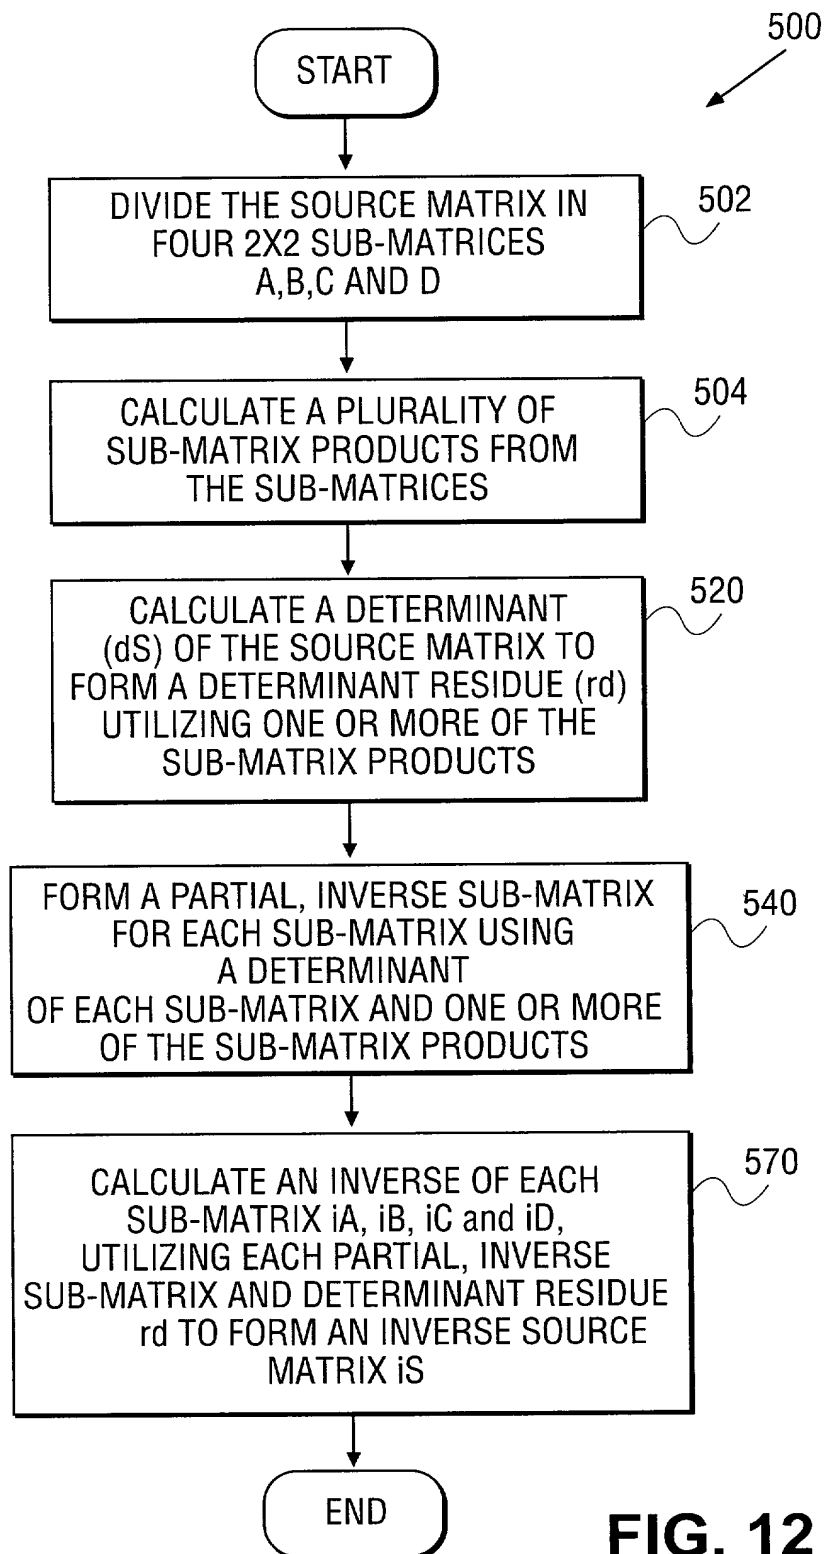 500
START
DIVIDE THE SOURCE MATRIX IN
FOUR 2X2 SUB-MATRICES
A,B,C AND D
502
CALCULATE A PLURALITY OF
SUB-MATRIX PRODUCTS FROM
THE SUB-MATRICES
504
CALCULATE A DETERMINANT
(dS) OF THE SOURCE MATRIX TO
FORM A DETERMINANT RESIDUE (rd)
UTILIZING ONE OR MORE OF THE
SUB-MATRIX PRODUCTS
520
FORM A PARTIAL, INVERSE SUB-MATRIX
FOR EACH SUB-MATRIX USING
A DETERMINANT
OF EACH SUB-MATRIX AND ONE OR MORE
OF THE SUB-MATRIX PRODUCTS
540
CALCULATE AN INVERSE OF EACH
SUB-MATRIX iA, iB, iC and iD,
UTILIZING EACH PARTIAL, INVERSE
SUB-MATRIX AND DETERMINANT RESIDUE
rd TO FORM AN INVERSE SOURCE
MATRIX iS
570
END
FIG. 12